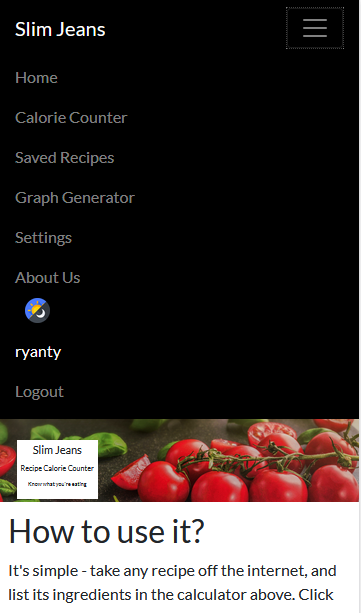 Slim Jeans
Home
Calorie Counter
Saved Recipes
Graph Generator
Settings
About Us
ryanty
Logout
Slim Jeans
Recipe Calorie Counter
Know what you're eating
How to use it?
It's simple - take any recipe off the internet, and
list its ingredients in the calculator above. Click